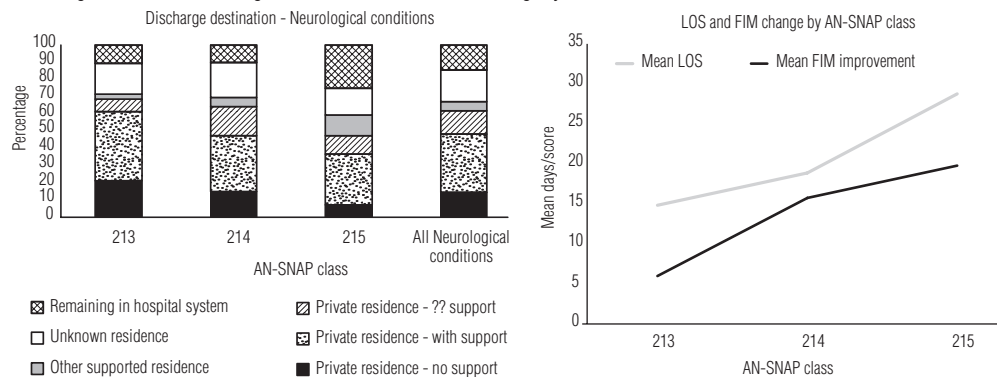 Discharge destination - Neurological conditions
Percentage
100
90
80
70
60
50
40
30
20
10
0
213
214
215
All Neurological
conditions
AN-SNAP class
Remaining in hospital system
Unknown residence
Other supported residence
Private residence - ?? support
Private residence - with support
Private residence - no support
LOS and FIM change by AN-SNAP class
Mean LOS
Mean FIM improvement
Mean days/score
35
30
25
20
15
10
5
0
213
214
215
AN-SNAP class